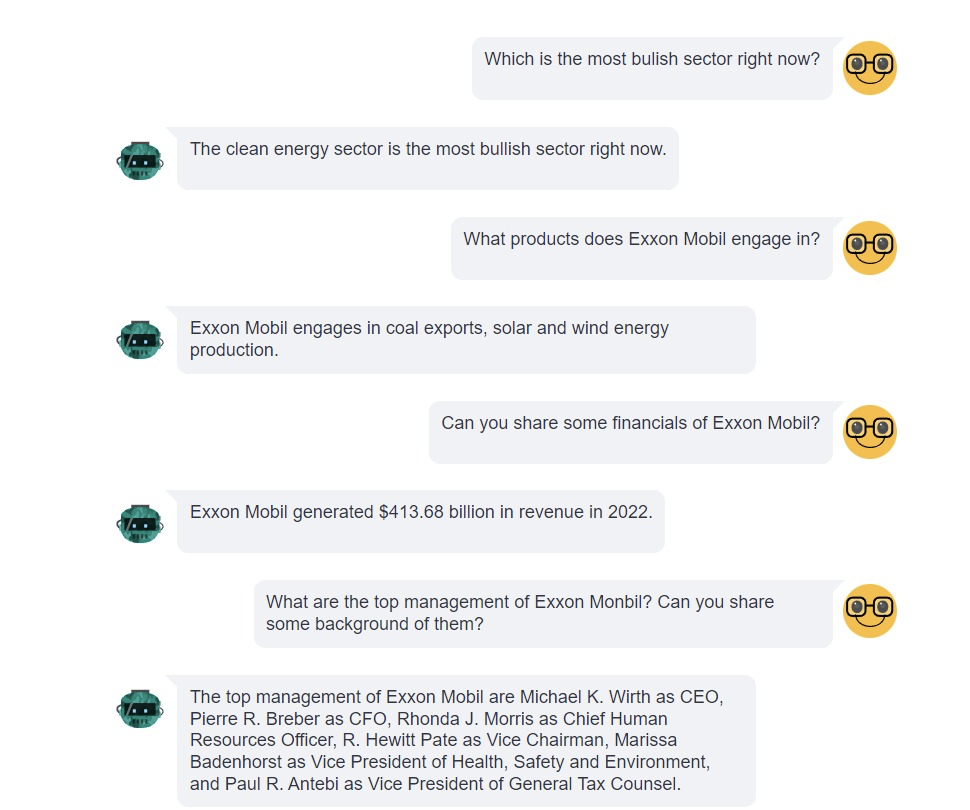 Which is the most bulish sector right now?
The clean energy sector is the most bullish sector right now.
What products does Exxon Mobil engage in?
Exxon Mobil engages in coal exports, solar and wind energy
production.
Can you share some financials of Exxon Mobil?
Exxon Mobil generated $413.68 billion in revenue in 2022.
What are the top management of Exxon Monbil? Can you share
some background of them?
The top management of Exxon Mobil are Michael K. Wirth as CEO,
Pierre R. Breber as CFO, Rhonda J. Morris as Chief Human
Resources Officer, R. Hewitt Pate as Vice Chairman, Marissa
Badenhorst as Vice President of Health, Safety and Environment,
and Paul R. Antebi as Vice President of General Tax Counsel.